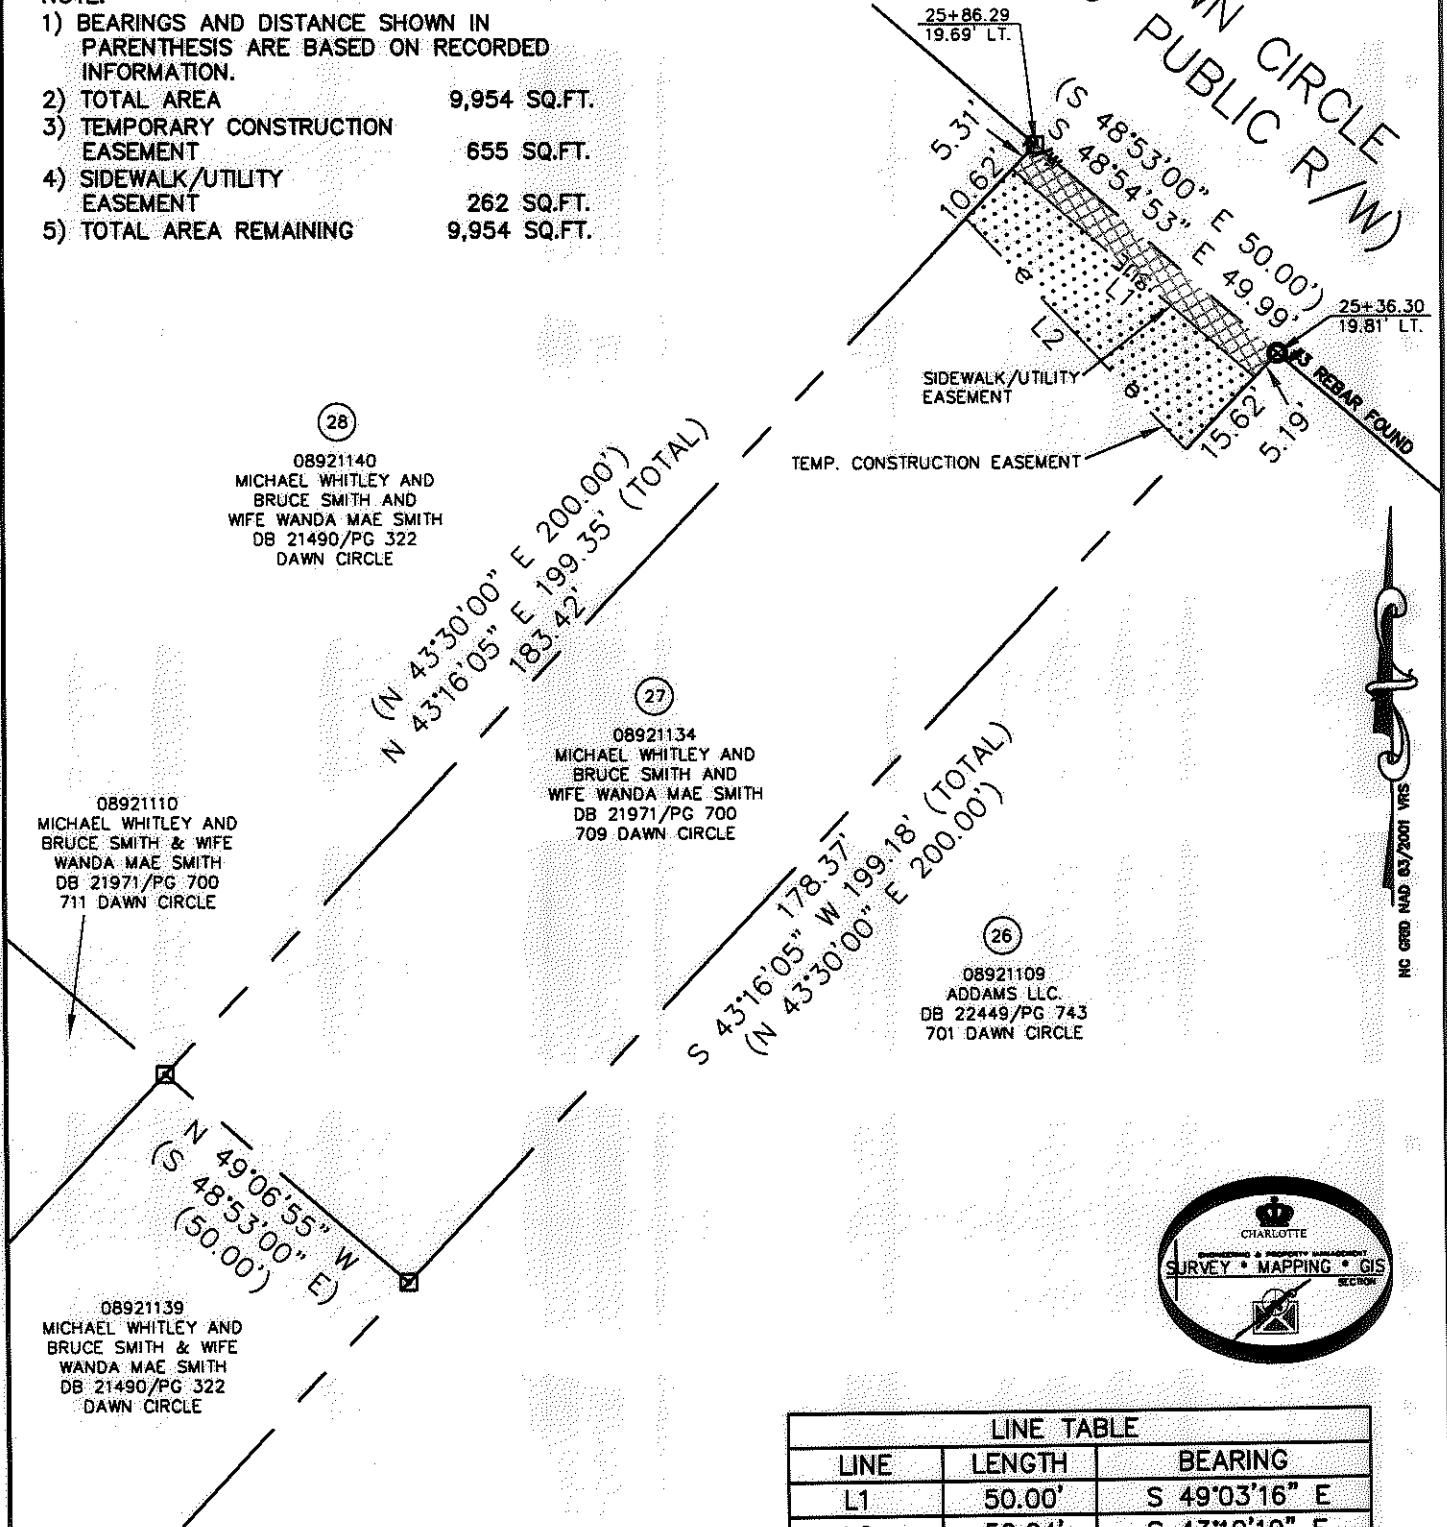 NOTE:
1) BEARINGS AND DISTANCE SHOWN IN
PARENTHESIS ARE BASED ON RECORDED
INFORMATION.
2) TOTAL AREA 9,954 SQ.FT.
3) TEMPORARY CONSTRUCTION
EASEMENT 655 SQ.FT.
4) SIDEWALK/UTILITY
EASEMENT 262 SQ.FT.
5) TOTAL AREA REMAINING 9,954 SQ.FT.
25+86.29
19.69' LT.
CIRCLE
PUBLIC R/W)
(S 48°53'00" E 50.00')
S 48°54'53" E 49.99'
5.31'
10.62'
SUE
L1
e
L2
e
25+36.30
19.81' LT.
#3 REBAR FOUND
15.62'
5.19'
SIDEWALK/UTILITY
EASEMENT
TEMP. CONSTRUCTION EASEMENT
28
08921140
MICHAEL WHITLEY AND
BRUCE SMITH AND
WIFE WANDA MAE SMITH
DB 21490/PG 322
DAWN CIRCLE
(N 43°30'00" E 200.00')
N 43°16'05" E 199.35' (TOTAL)
183.42'
27
08921134
MICHAEL WHITLEY AND
BRUCE SMITH AND
WIFE WANDA MAE SMITH
DB 21971/PG 700
709 DAWN CIRCLE
08921110
MICHAEL WHITLEY AND
BRUCE SMITH & WIFE
WANDA MAE SMITH
DB 21971/PG 700
711 DAWN CIRCLE
178.37'
S 43°16'05" W 199.18' (TOTAL)
(N 43°30'00" E 200.00')
26
08921109
ADDAMS LLC.
DB 22449/PG 743
701 DAWN CIRCLE
NC GRID NAD 83/2001 VRS
N 49°06'55" W
(S 48°53'00" E)
(50.00')
08921139
MICHAEL WHITLEY AND
BRUCE SMITH & WIFE
WANDA MAE SMITH
DB 21490/PG 322
DAWN CIRCLE
CHARLOTTE
ENGINEERING & PROPERTY MANAGEMENT
SURVEY * MAPPING * GIS
SECTION
LINE TABLE
LINE LENGTH BEARING
L1 50.00' S 49°03'16" E